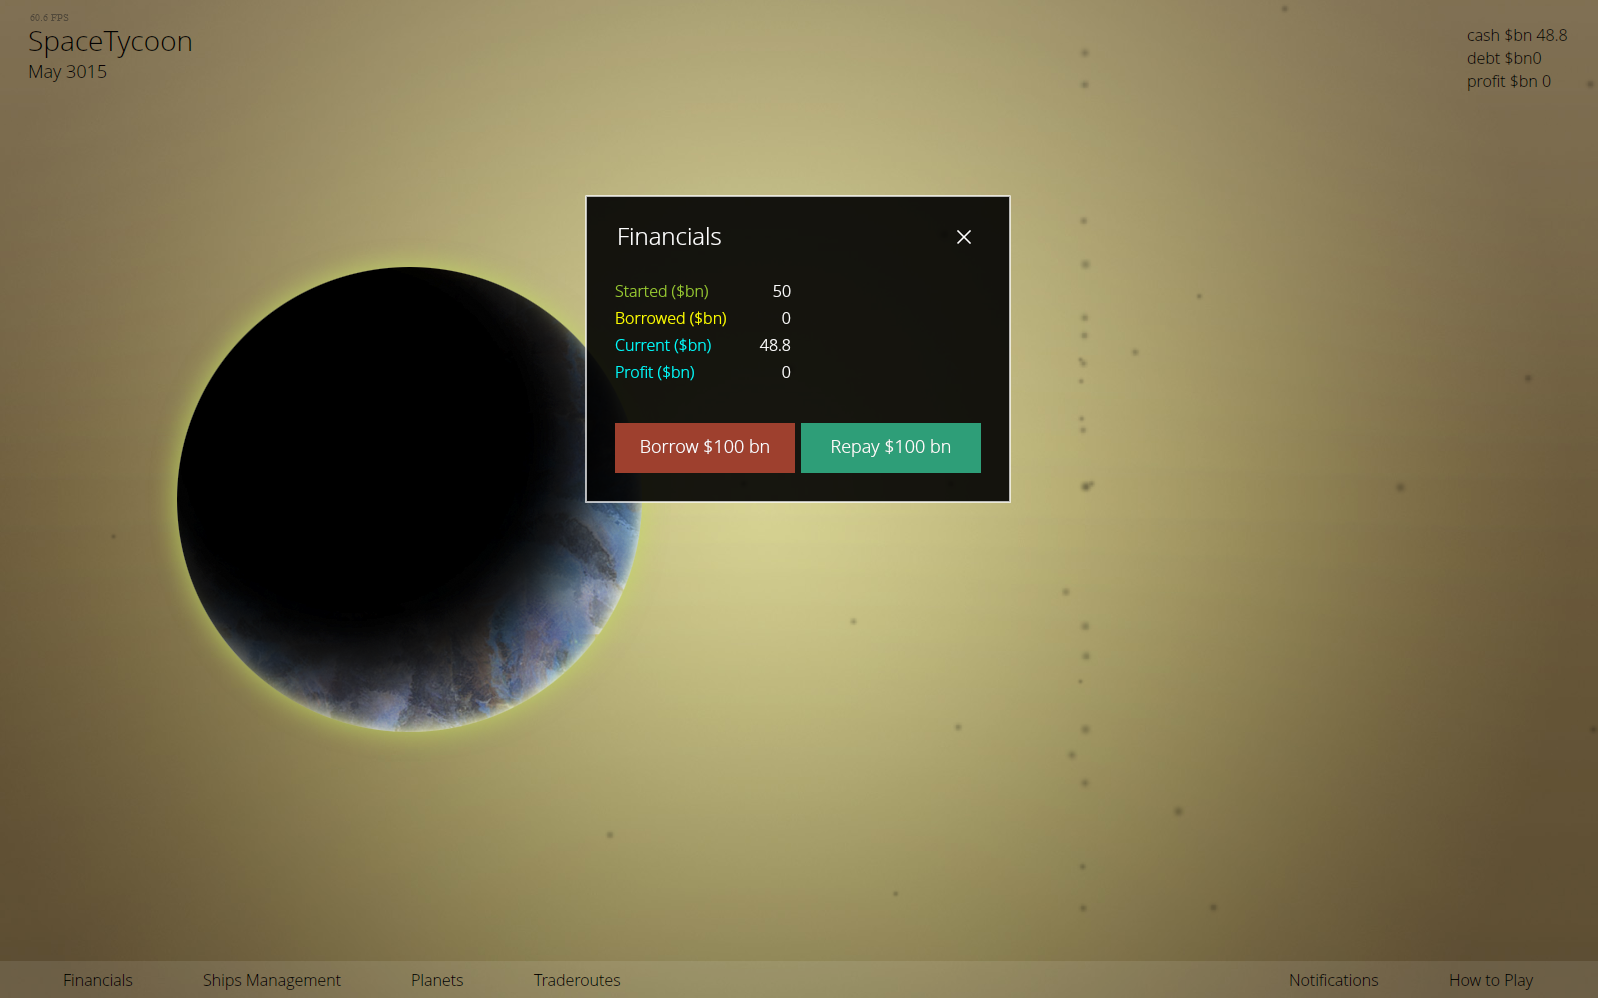 60.6 FPS
SpaceTycoon
May 3015
cash $bn 48.8
debt $bn0
profit $bn 0
Financials
Started ($bn) 50
Borrowed ($bn) 0
Current ($bn) 48.8
Profit ($bn) 0
Borrow $100 bn Repay $100 bn
Financials Ships Management Planets Traderoutes Notifications How to Play